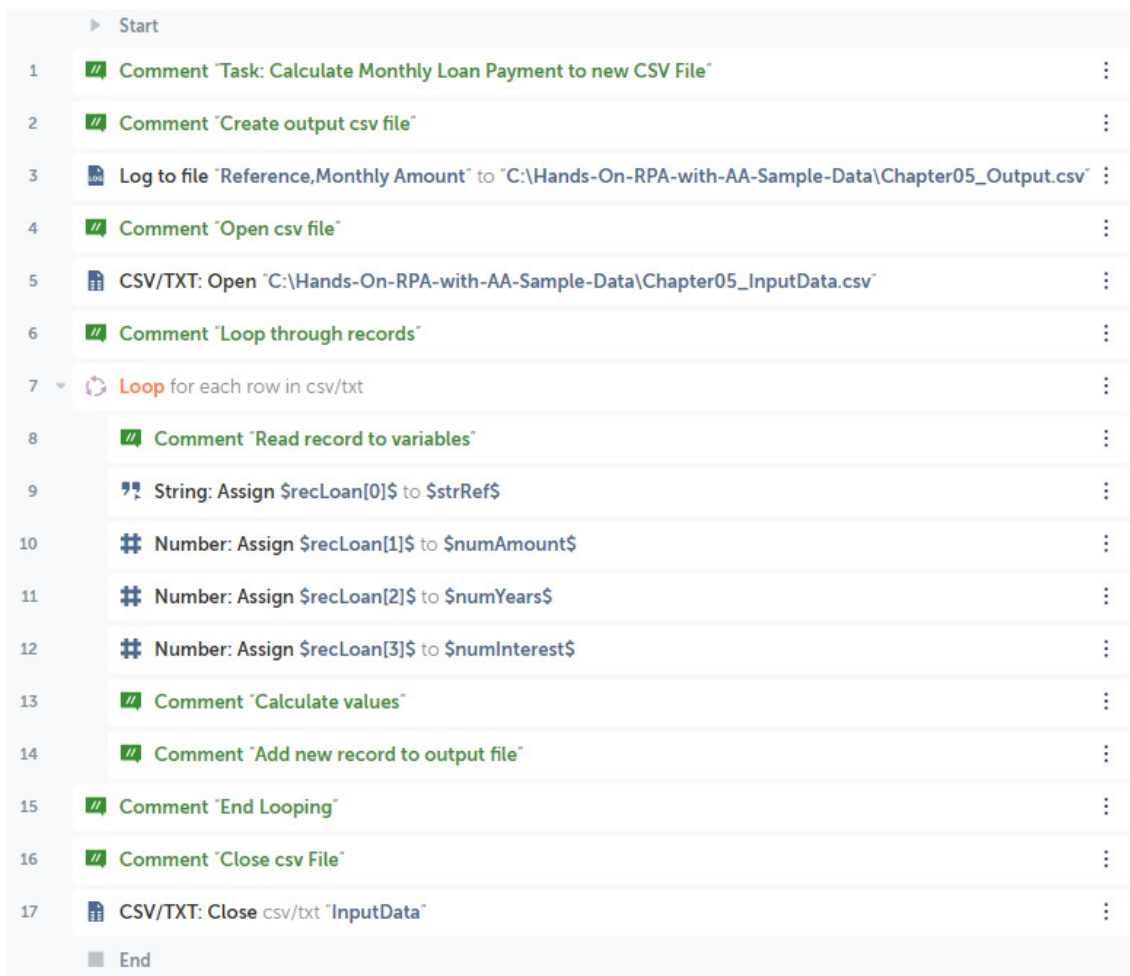 Start
1 Comment "Task: Calculate Monthly Loan Payment to new CSV File"
2 Comment "Create output csv file"
3 Log to file "Reference,Monthly Amount" to "C:\Hands-On-RPA-with-AA-Sample-Data\Chapter05_Output.csv"
4 Comment "Open csv file"
5 CSV/TXT: Open "C:\Hands-On-RPA-with-AA-Sample-Data\Chapter05_InputData.csv"
6 Comment "Loop through records"
7 Loop for each row in csv/txt
8 Comment "Read record to variables"
9 String: Assign $recLoan[0]$ to $strRef$
10 Number: Assign $recLoan[1]$ to $numAmount$
11 Number: Assign $recLoan[2]$ to $numYears$
12 Number: Assign $recLoan[3]$ to $numInterest$
13 Comment "Calculate values"
14 Comment "Add new record to output file"
15 Comment "End Looping"
16 Comment "Close csv File"
17 CSV/TXT: Close csv/txt "InputData"
End